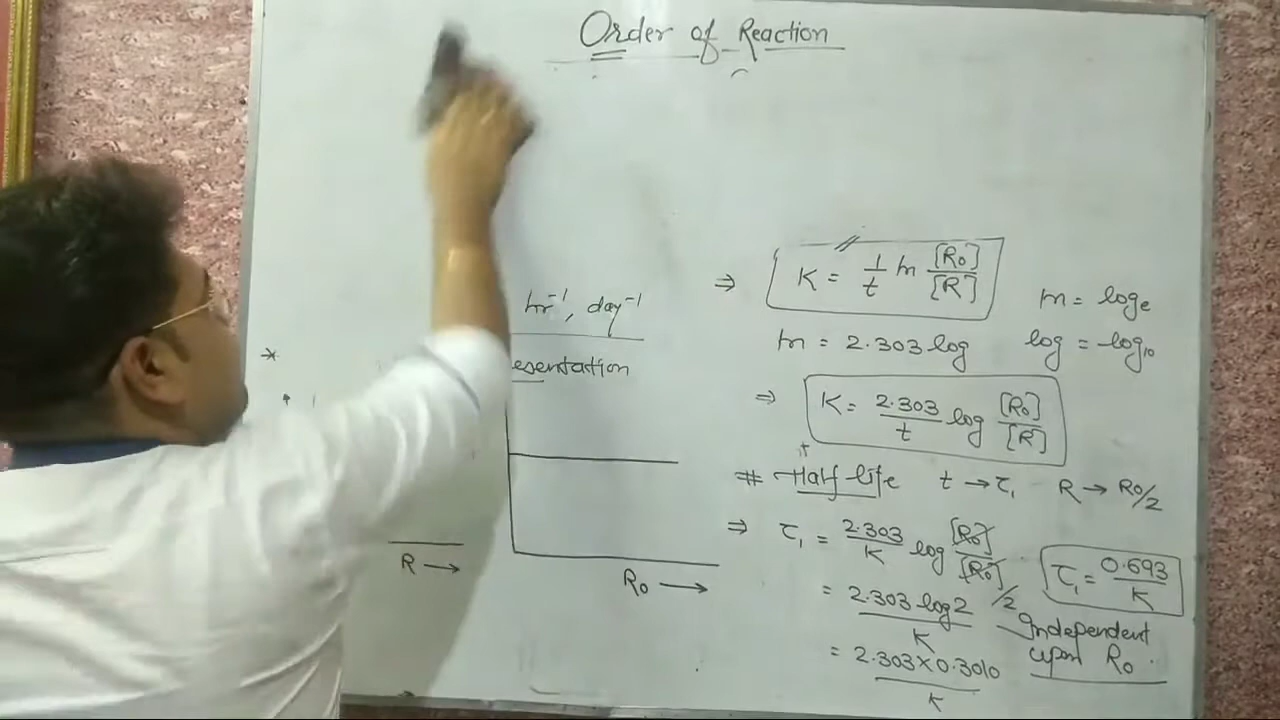 Order of Reaction
hr⁻¹, day⁻¹
esentation
R →
R₀ →
⇒ K = 1/t ln [R₀]/[R]
ln = logₑ
ln = 2.303 log
log = log₁₀
⇒ K = 2.303/t log [R₀]/[R]
# Half life t → τ₁ R → R₀/2
⇒ τ₁ = 2.303/K log [R₀]/[R₀]/2
τ₁ = 0.693/K
= 2.303 log 2/K
Independent
upon R₀.
= 2.303 × 0.3010/K